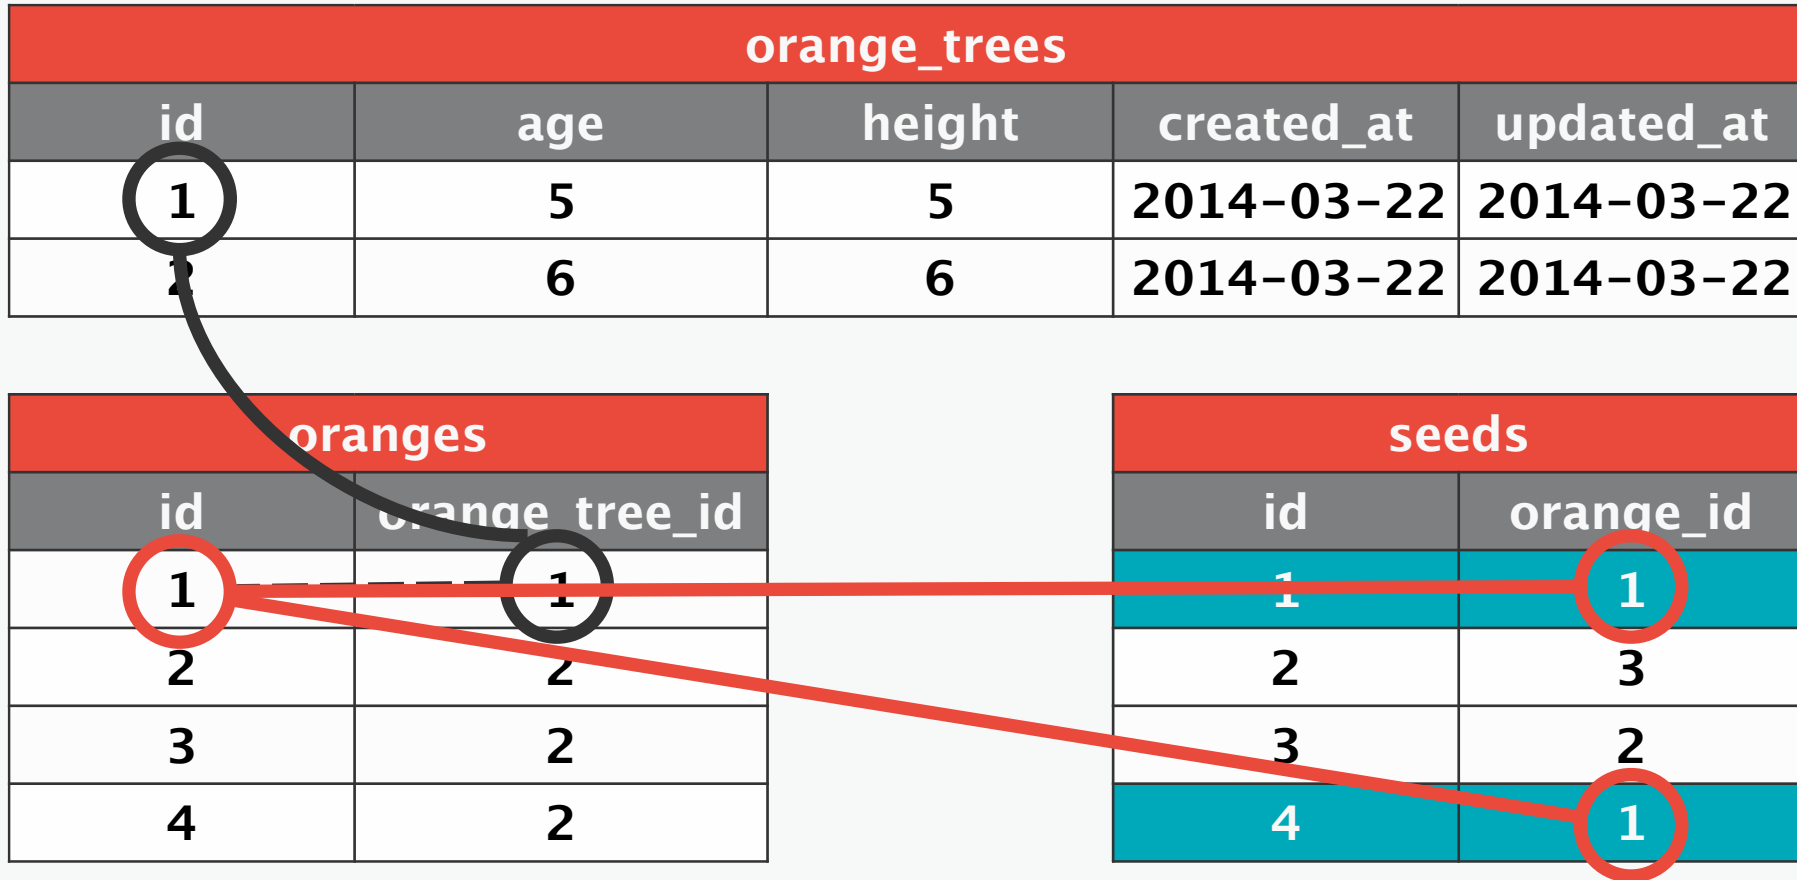 orange_trees
id age height created_at updated_at
1 5 5 2014-03-22 2014-03-22
2 6 6 2014-03-22 2014-03-22
oranges
id orange_tree_id
1 1
2 2
3 2
4 2
seeds
id orange_id
1 1
2 3
3 2
4 1